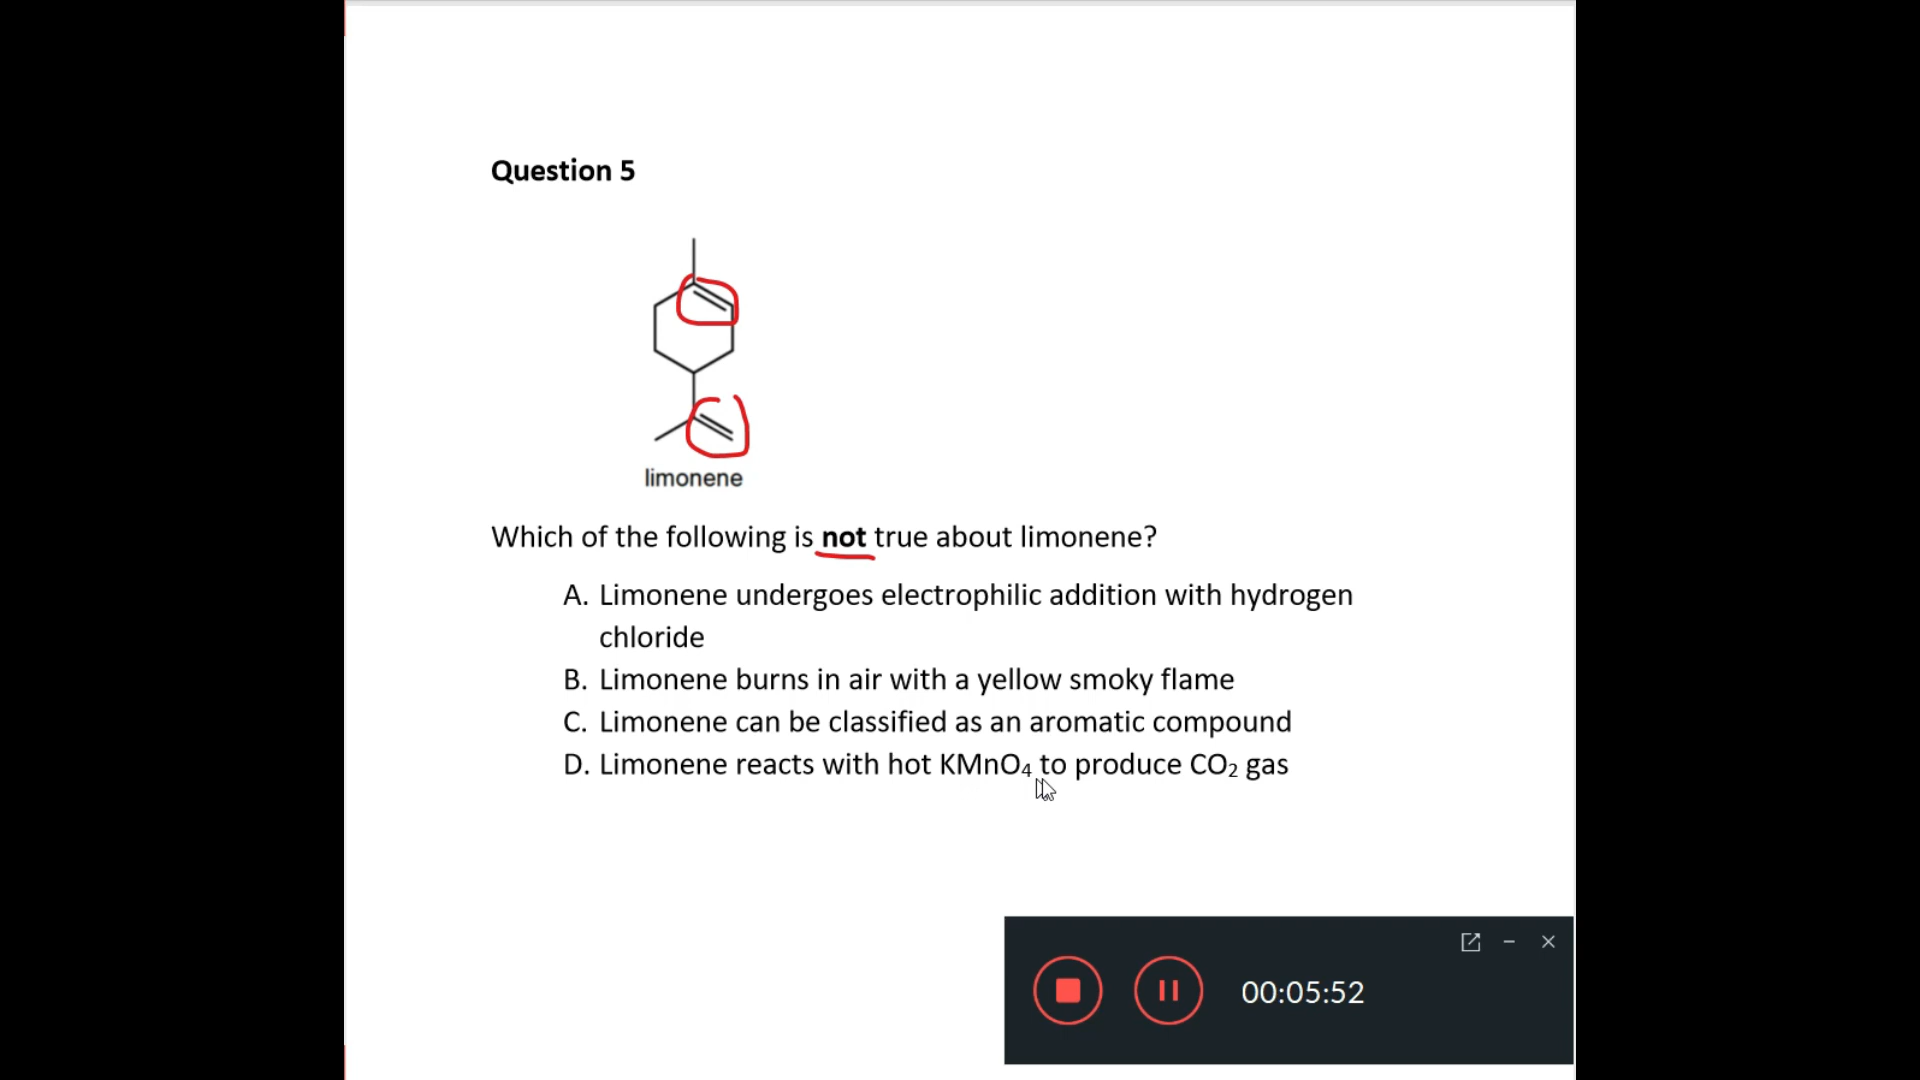 Question 5
limonene
Which of the following is not true about limonene?
A. Limonene undergoes electrophilic addition with hydrogen
chloride
B. Limonene burns in air with a yellow smoky flame
C. Limonene can be classified as an aromatic compound
D. Limonene reacts with hot KMnO₄ to produce CO₂ gas
00:05:52